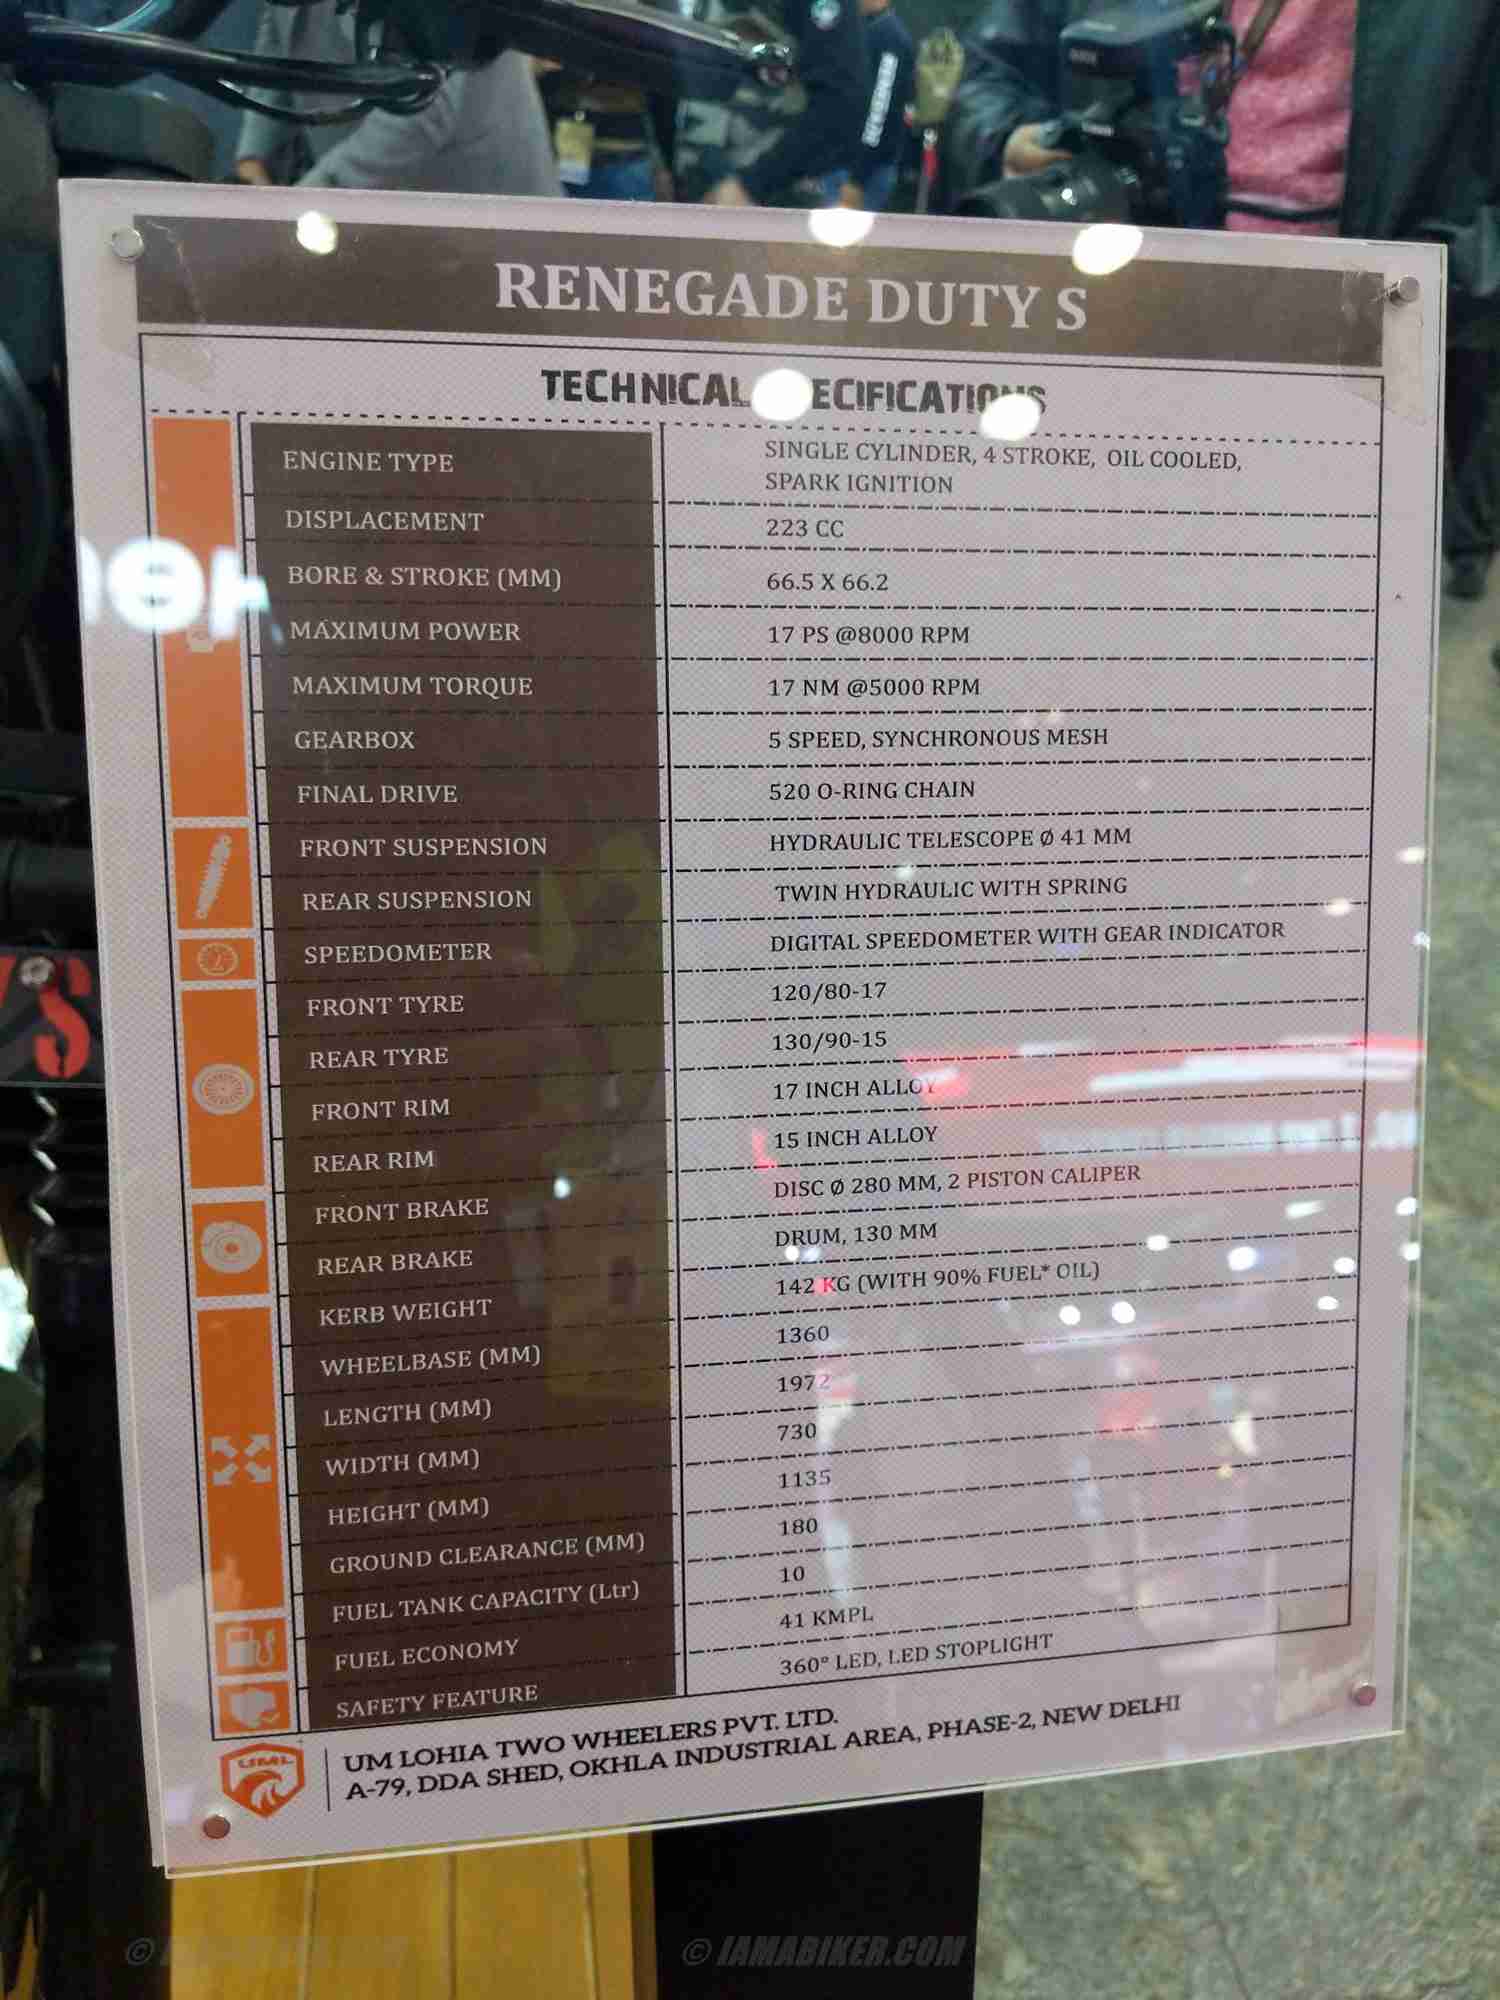 RENEGADE DUTY S
TECHNICAL
ENGINE TYPE SINGLE CYLINDER, 4 STROKE, OIL COOLED,
SPARK IGNITION
DISPLACEMENT 223 CC
BORE & STROKE (MM) 66.5 X 66.2
MAXIMUM POWER 17 PS @8000 RPM
MAXIMUM TORQUE 17 NM @5000 RPM
GEARBOX 5 SPEED, SYNCHRONOUS MESH
FINAL DRIVE 520 O-RING CHAIN
FRONT SUSPENSION HYDRAULIC TELESCOPE Ø 41 MM
REAR SUSPENSION TWIN HYDRAULIC WITH SPRING
SPEEDOMETER DIGITAL SPEEDOMETER WITH GEAR INDICATOR
FRONT TYRE 120/80-17
REAR TYRE 130/90-15
FRONT RIM 17 INCH ALLOY
REAR RIM 15 INCH ALLOY
FRONT BRAKE DISC Ø 280 MM, 2 PISTON CALIPER
REAR BRAKE DRUM, 130 MM
KERB WEIGHT 142 KG (WITH 90% FUEL* OIL)
WHEELBASE (MM) 1360
LENGTH (MM) 1972
WIDTH (MM) 730
HEIGHT (MM) 1135
GROUND CLEARANCE (MM) 180
FUEL TANK CAPACITY (Ltr) 10
FUEL ECONOMY 41 KMPL
SAFETY FEATURE 360° LED, LED STOPLIGHT
UML
UM LOHIA TWO WHEELERS PVT. LTD.
A-79, DDA SHED, OKHLA INDUSTRIAL AREA, PHASE-2, NEW DELHI
© IAMABIKER.COM